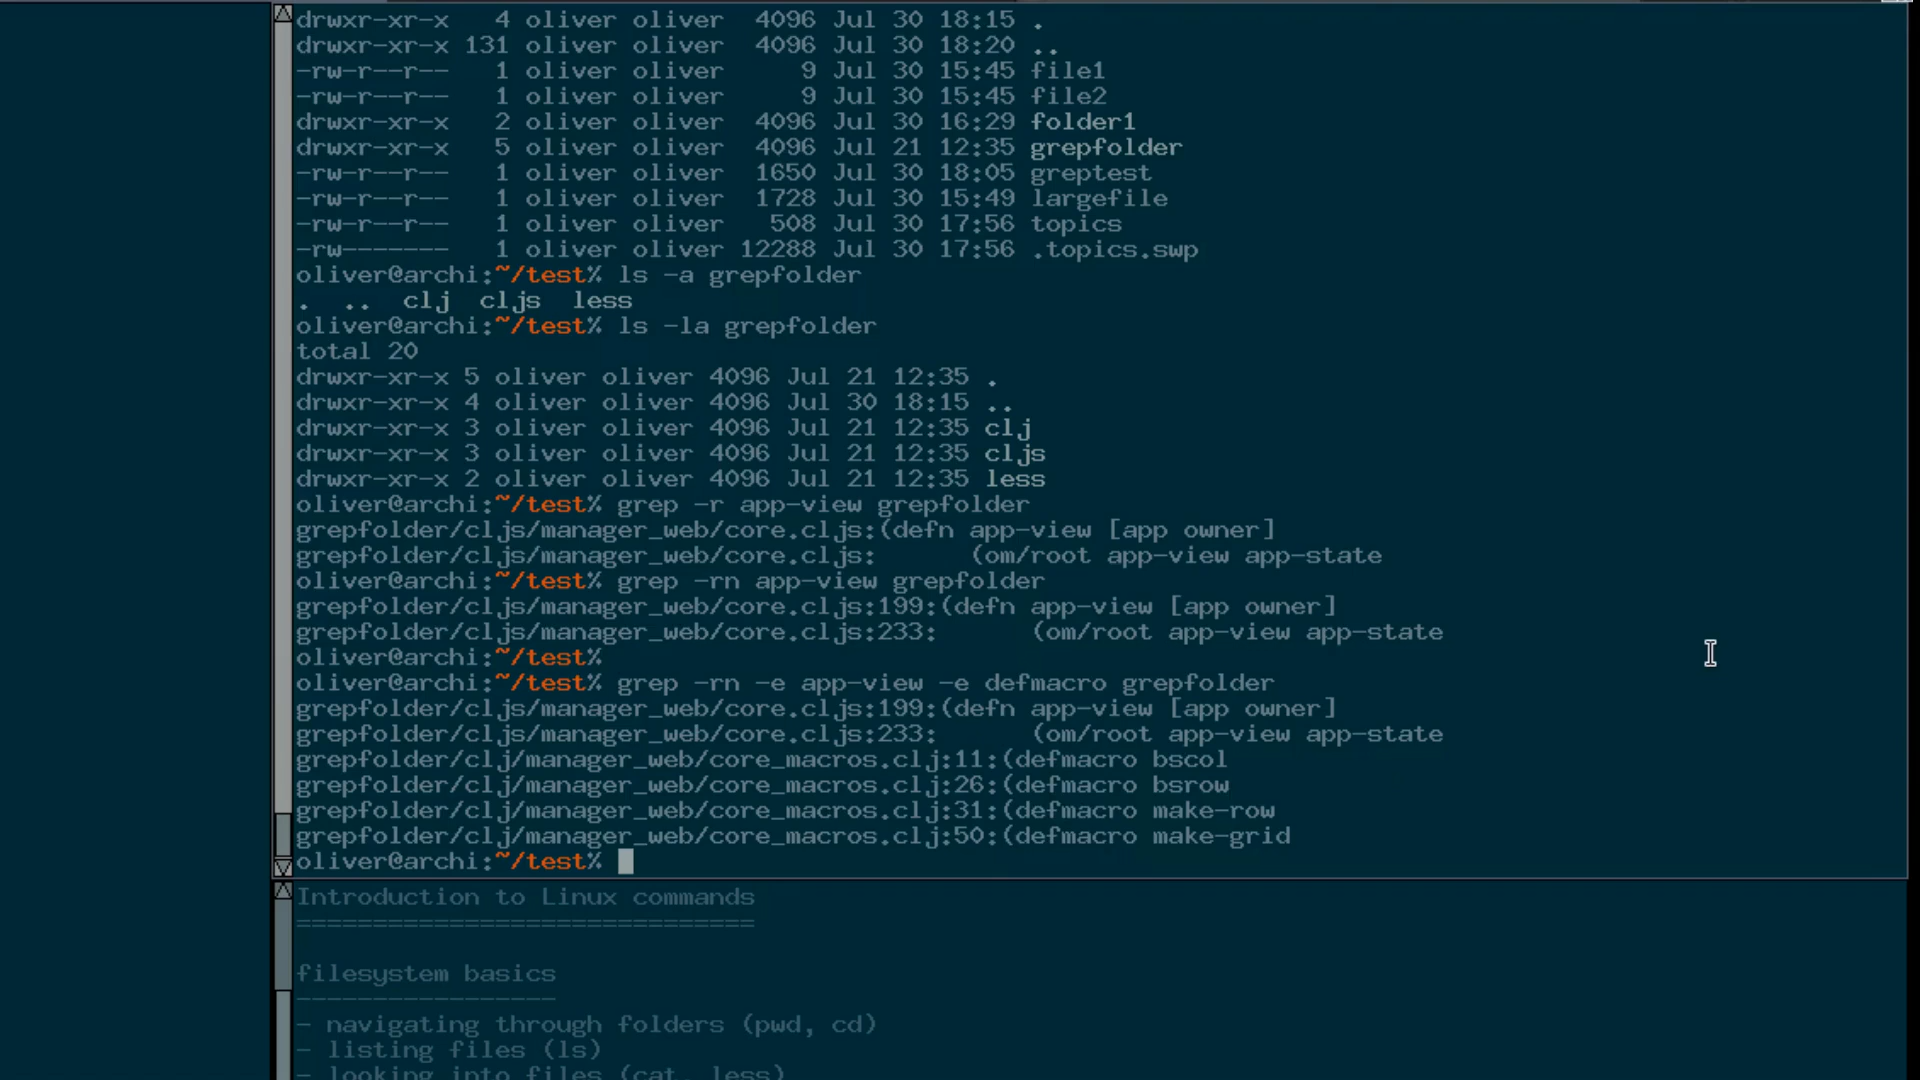 drwxr-xr-x   4 oliver oliver  4096 Jul 30 18:15 .
drwxr-xr-x 131 oliver oliver  4096 Jul 30 18:20 ..
-rw-r--r--   1 oliver oliver     9 Jul 30 15:45 file1
-rw-r--r--   1 oliver oliver     9 Jul 30 15:45 file2
drwxr-xr-x   2 oliver oliver  4096 Jul 30 16:29 folder1
drwxr-xr-x   5 oliver oliver  4096 Jul 21 12:35 grepfolder
-rw-r--r--   1 oliver oliver  1650 Jul 30 18:05 greptest
-rw-r--r--   1 oliver oliver  1728 Jul 30 15:49 largefile
-rw-r--r--   1 oliver oliver   508 Jul 30 17:56 topics
-rw-------   1 oliver oliver 12288 Jul 30 17:56 .topics.swp
oliver@archi:~/test% ls -a grepfolder
.  ..  clj  cljs  less
oliver@archi:~/test% ls -la grepfolder
total 20
drwxr-xr-x 5 oliver oliver 4096 Jul 21 12:35 .
drwxr-xr-x 4 oliver oliver 4096 Jul 30 18:15 ..
drwxr-xr-x 3 oliver oliver 4096 Jul 21 12:35 clj
drwxr-xr-x 3 oliver oliver 4096 Jul 21 12:35 cljs
drwxr-xr-x 2 oliver oliver 4096 Jul 21 12:35 less
oliver@archi:~/test% grep -r app-view grepfolder
grepfolder/cljs/manager_web/core.cljs:(defn app-view [app owner]
grepfolder/cljs/manager_web/core.cljs:      (om/root app-view app-state
oliver@archi:~/test% grep -rn app-view grepfolder
grepfolder/cljs/manager_web/core.cljs:199:(defn app-view [app owner]
grepfolder/cljs/manager_web/core.cljs:233:      (om/root app-view app-state
oliver@archi:~/test%
oliver@archi:~/test% grep -rn -e app-view -e defmacro grepfolder
grepfolder/cljs/manager_web/core.cljs:199:(defn app-view [app owner]
grepfolder/cljs/manager_web/core.cljs:233:      (om/root app-view app-state
grepfolder/clj/manager_web/core_macros.clj:11:(defmacro bscol
grepfolder/clj/manager_web/core_macros.clj:26:(defmacro bsrow
grepfolder/clj/manager_web/core_macros.clj:31:(defmacro make-row
grepfolder/clj/manager_web/core_macros.clj:50:(defmacro make-grid
oliver@archi:~/test%
Introduction to Linux commands
==============================
filesystem basics
-----------------
- navigating through folders (pwd, cd)
- listing files (ls)
- looking into files (cat, less)